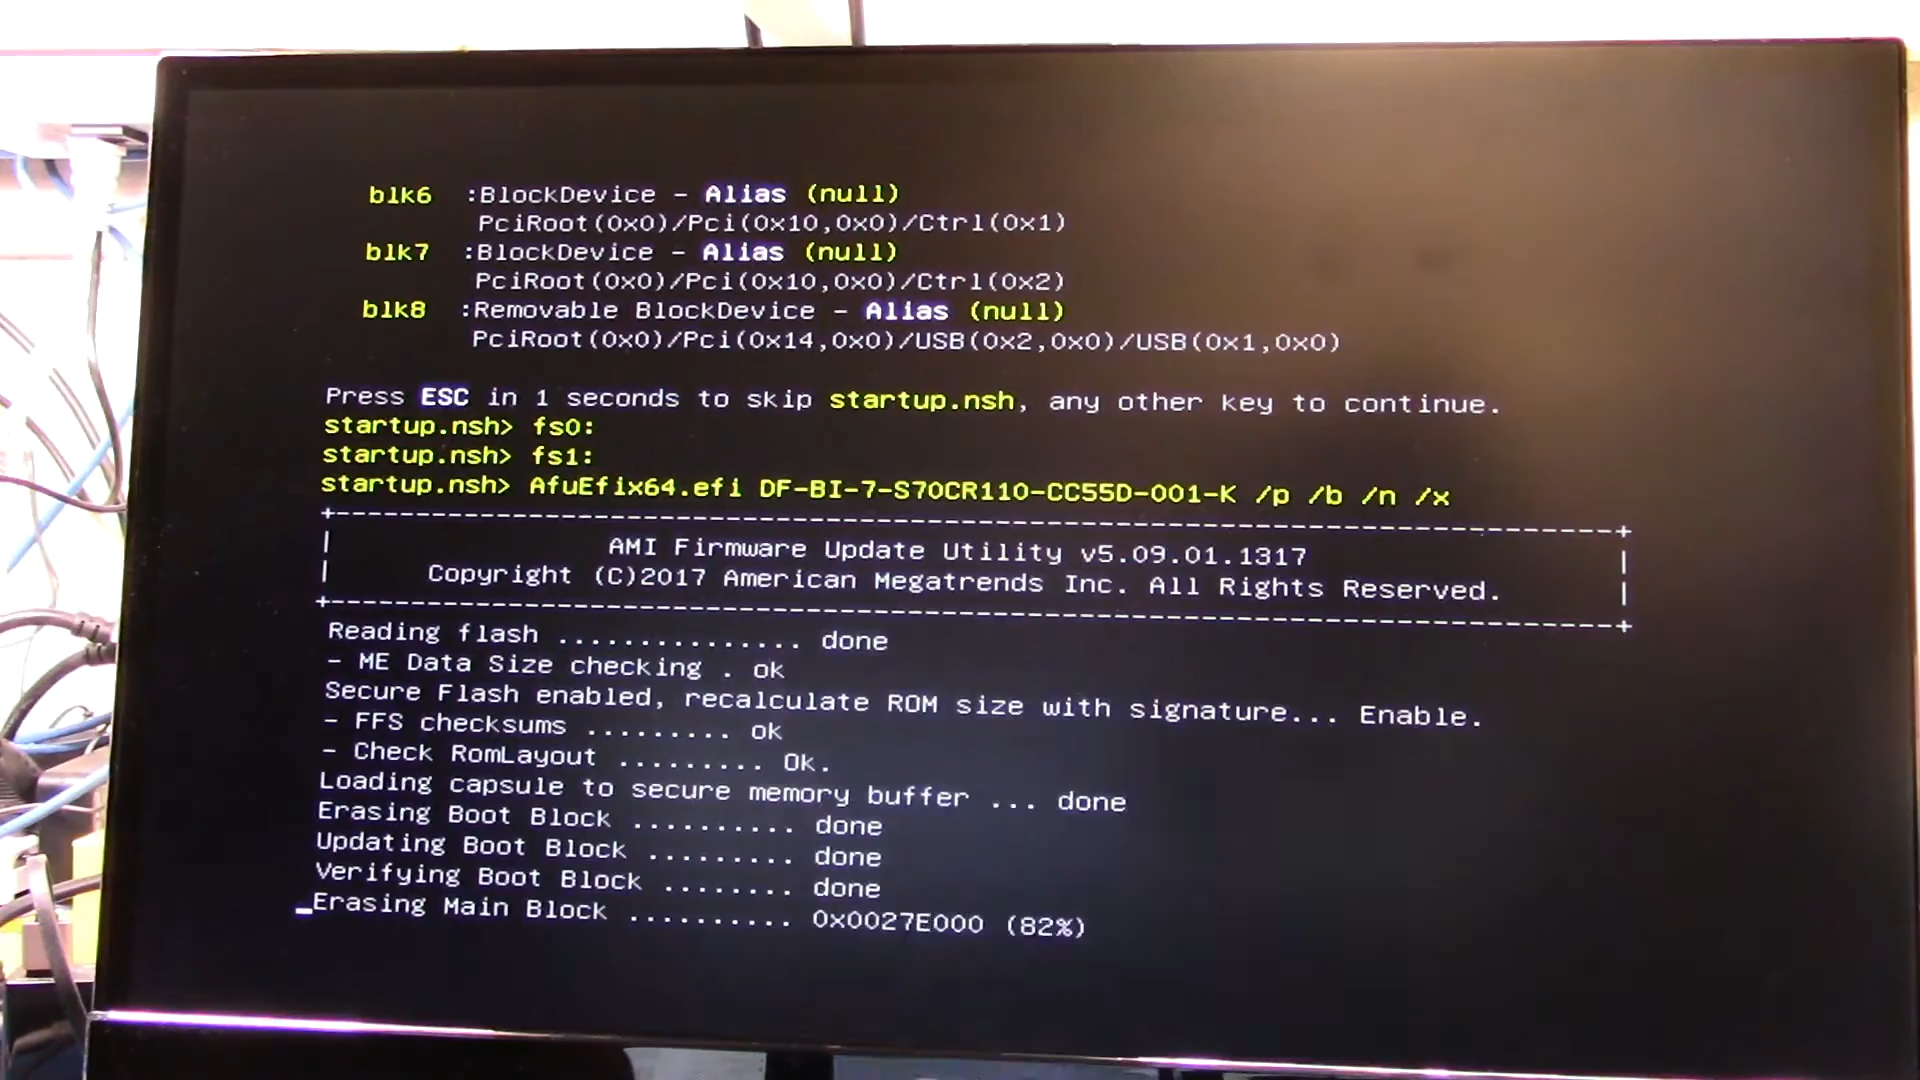 blk6 :BlockDevice - Alias (null)
PciRoot(0x0)/Pci(0x10,0x0)/Ctrl(0x1)
blk7 :BlockDevice - Alias (null)
PciRoot(0x0)/Pci(0x10,0x0)/Ctrl(0x2)
blk8 :Removable BlockDevice - Alias (null)
PciRoot(0x0)/Pci(0x14,0x0)/USB(0x2,0x0)/USB(0x1,0x0)
Press ESC in 1 seconds to skip startup.nsh, any other key to continue.
startup.nsh> fs0:
startup.nsh> fs1:
startup.nsh> AfuEfix64.efi DF-BI-7-S70CR110-CC55D-001-K /p /b /n /x
AMI Firmware Update Utility v5.09.01.1317
Copyright (C)2017 American Megatrends Inc. All Rights Reserved.
Reading flash ............... done
- ME Data Size checking . ok
Secure Flash enabled, recalculate ROM size with signature... Enable.
- FFS checksums ......... ok
- Check RomLayout ......... Ok.
Loading capsule to secure memory buffer ... done
Erasing Boot Block .......... done
Updating Boot Block ......... done
Verifying Boot Block ........ done
Erasing Main Block .......... 0x0027E000 (82%)